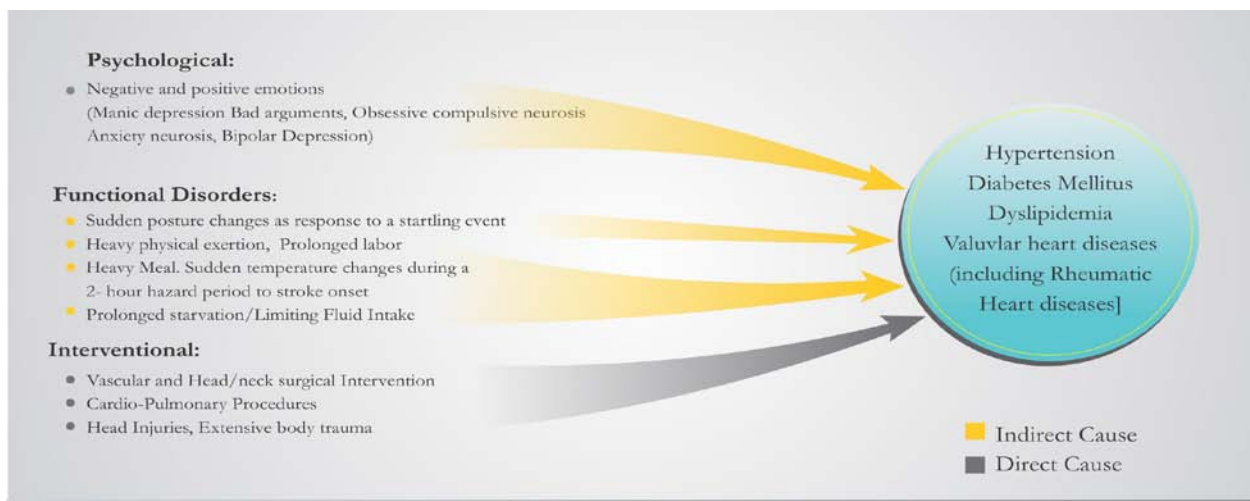 Psychological:
Negative and positive emotions
(Manic depression Bad arguments, Obsessive compulsive neurosis
Anxiety neurosis, Bipolar Depression)
Functional Disorders:
Sudden posture changes as response to a startling event
Heavy physical exertion, Prolonged labor
Heavy Meal. Sudden temperature changes during a
2- hour hazard period to stroke onset
Prolonged starvation/Limiting Fluid Intake
Interventional:
Vascular and Head/neck surgical Intervention
Cardio-Pulmonary Procedures
Head Injuries, Extensive body trauma
Hypertension
Diabetes Mellitus
Dyslipidemia
Valuvlar heart diseases
(including Rheumatic
Heart diseases]
Indirect Cause
Direct Cause